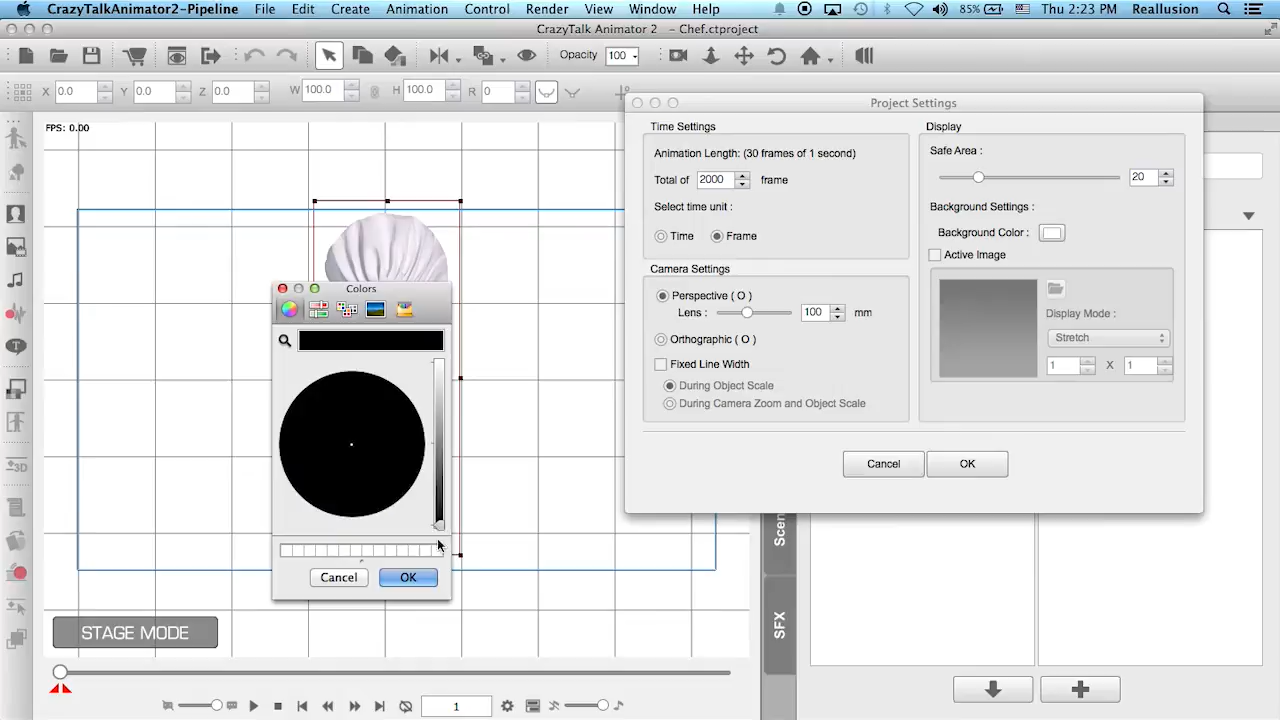 CrazyTalkAnimator2-Pipeline File Edit Create Animation Control Render View Window Help 85% Thu 2:23 PM Reallusion
CrazyTalk Animator 2 - Chef.ctproject
Opacity 100
X 0.0 Y 0.0 Z 0.0 W 100.0 H 100.0 R 0
FPS: 0.00
Project Settings
Time Settings
Animation Length: (30 frames of 1 second)
Total of 2000 frame
Select time unit :
Time Frame
Camera Settings
Perspective ( O )
Lens : 100 mm
Orthographic ( O )
Fixed Line Width
During Object Scale
During Camera Zoom and Object Scale
Display
Safe Area :
20
Background Settings :
Background Color :
Active Image
Display Mode :
Stretch
1 X 1
Cancel OK
Colors
Cancel OK
3D
SFX
STAGE MODE
1